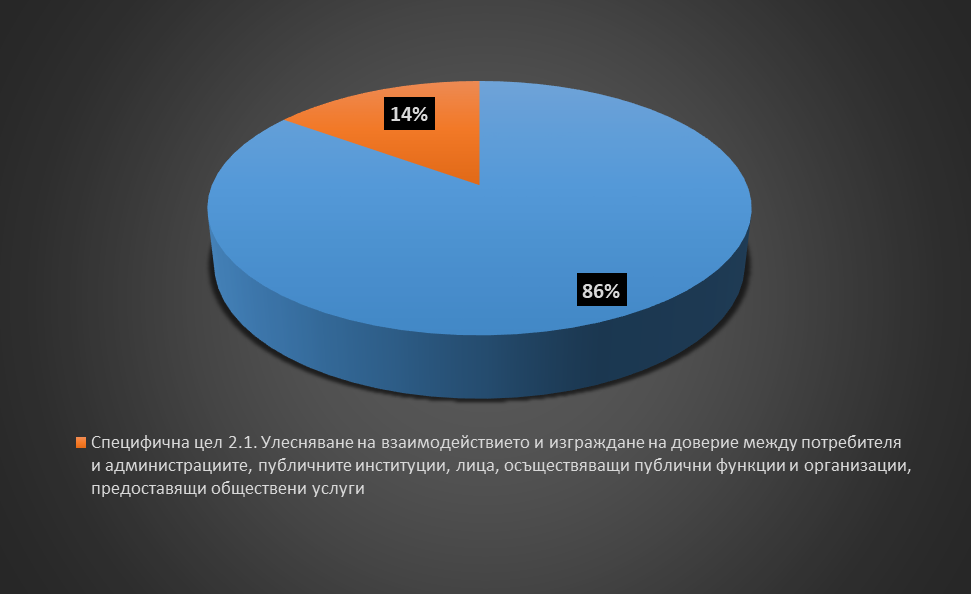 14%
86%
Специфична цел 2.1. Улесняване на взаимодействието и изграждане на доверие между потребителя
и администрациите, публичните институции, лица, осъществяващи публични функции и организации,
предоставящи обществени услуги